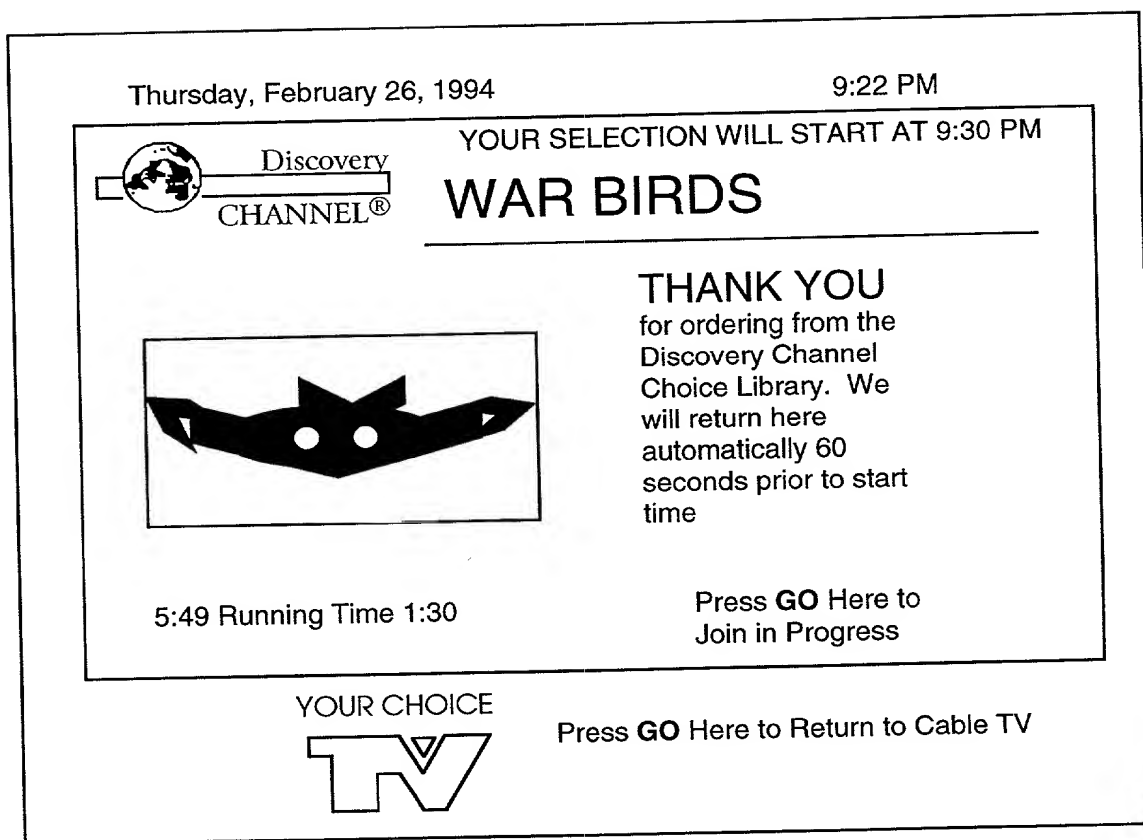 Thursday, February 26, 1994
9:22 PM
YOUR SELECTION WILL START AT 9:30 PM
Discovery
CHANNEL®
WAR BIRDS
THANK YOU
for ordering from the
Discovery Channel
Choice Library. We
will return here
automatically 60
seconds prior to start
time
5:49 Running Time 1:30
Press GO Here to
Join in Progress
YOUR CHOICE
TV
Press GO Here to Return to Cable TV